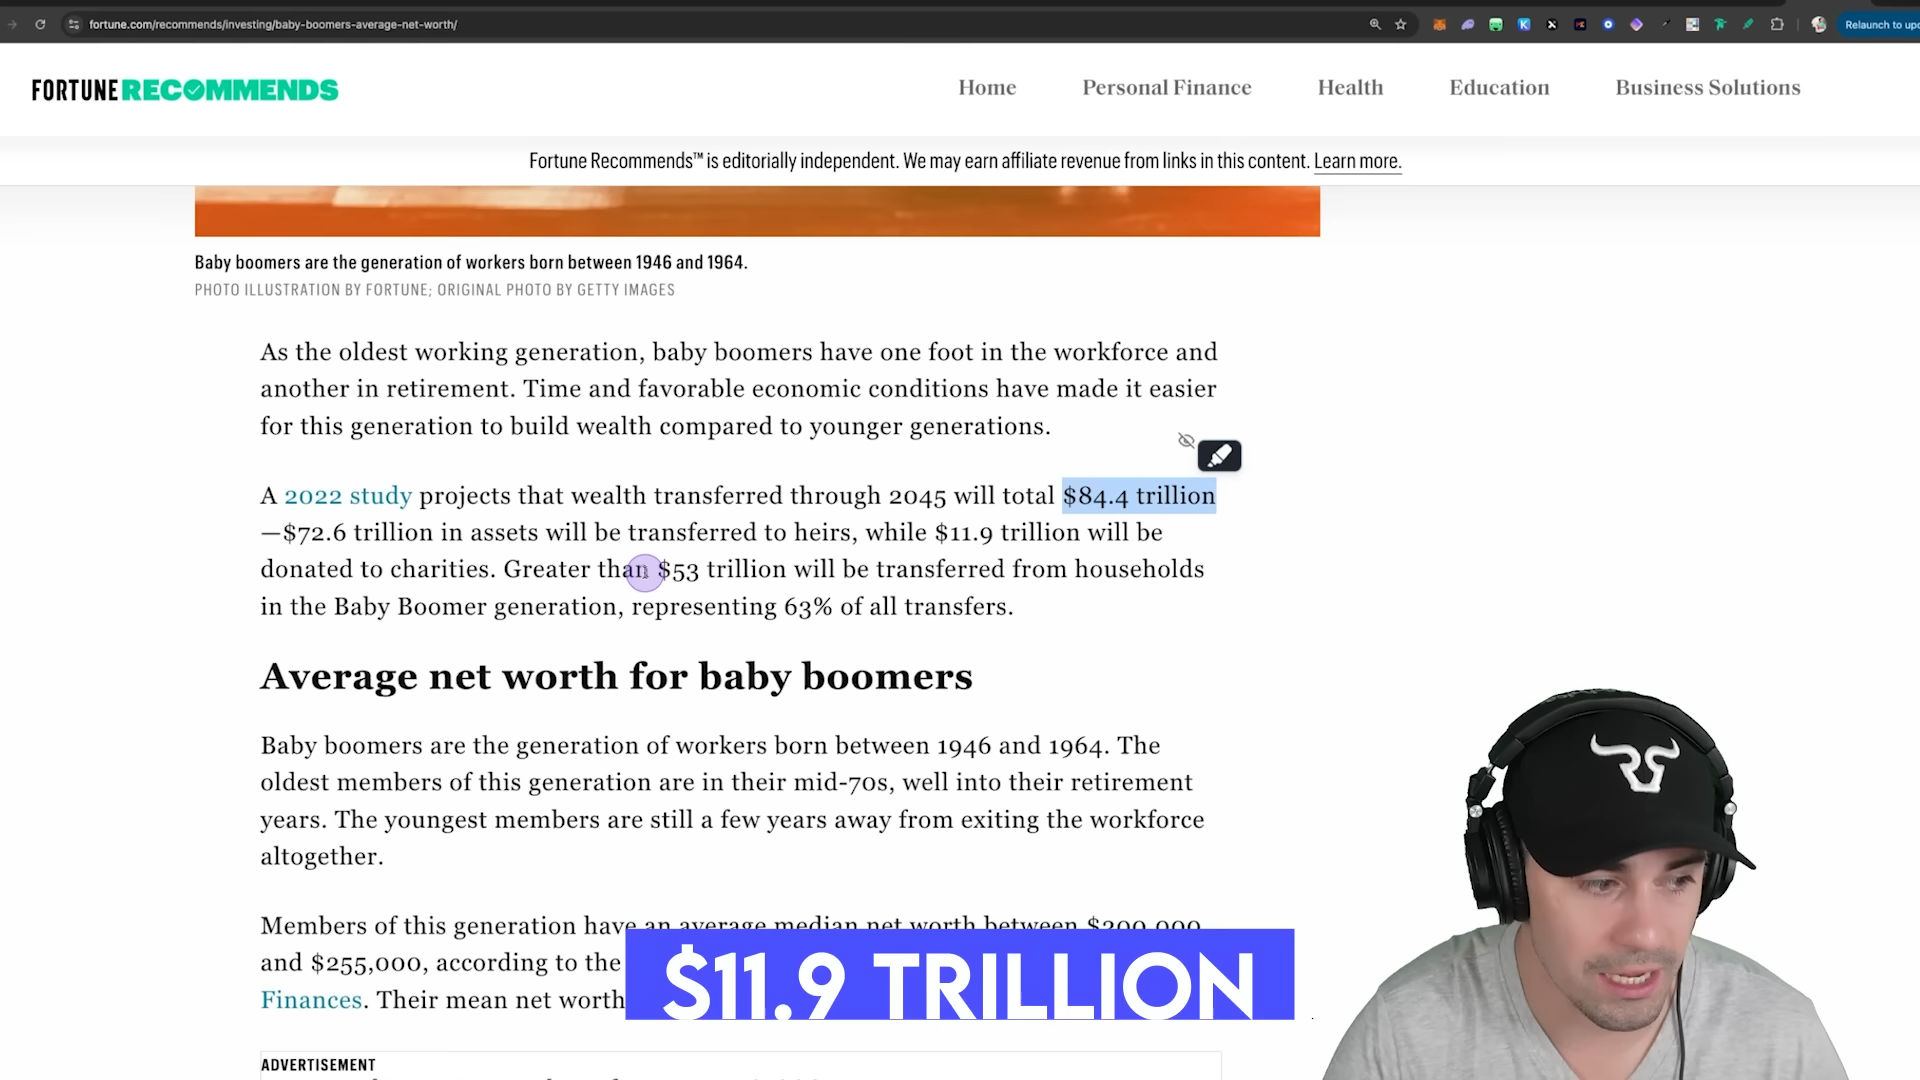 fortune.com/recommends/investing/baby-boomers-average-net-worth/
Relaunch to upd
FORTUNE RECOMMENDS
Home
Personal Finance
Health
Education
Business Solutions
Fortune Recommends™ is editorially independent. We may earn affiliate revenue from links in this content. Learn more.
Baby boomers are the generation of workers born between 1946 and 1964.
PHOTO ILLUSTRATION BY FORTUNE; ORIGINAL PHOTO BY GETTY IMAGES
As the oldest working generation, baby boomers have one foot in the workforce and
another in retirement. Time and favorable economic conditions have made it easier
for this generation to build wealth compared to younger generations.
A 2022 study projects that wealth transferred through 2045 will total $84.4 trillion
—$72.6 trillion in assets will be transferred to heirs, while $11.9 trillion will be
donated to charities. Greater than $53 trillion will be transferred from households
in the Baby Boomer generation, representing 63% of all transfers.
Average net worth for baby boomers
Baby boomers are the generation of workers born between 1946 and 1964. The
oldest members of this generation are in their mid-70s, well into their retirement
years. The youngest members are still a few years away from exiting the workforce
altogether.
Members of this generation have an average median net worth between $200,000
and $255,000, according to the
Finances. Their mean net worth
$11.9 TRILLION
ADVERTISEMENT